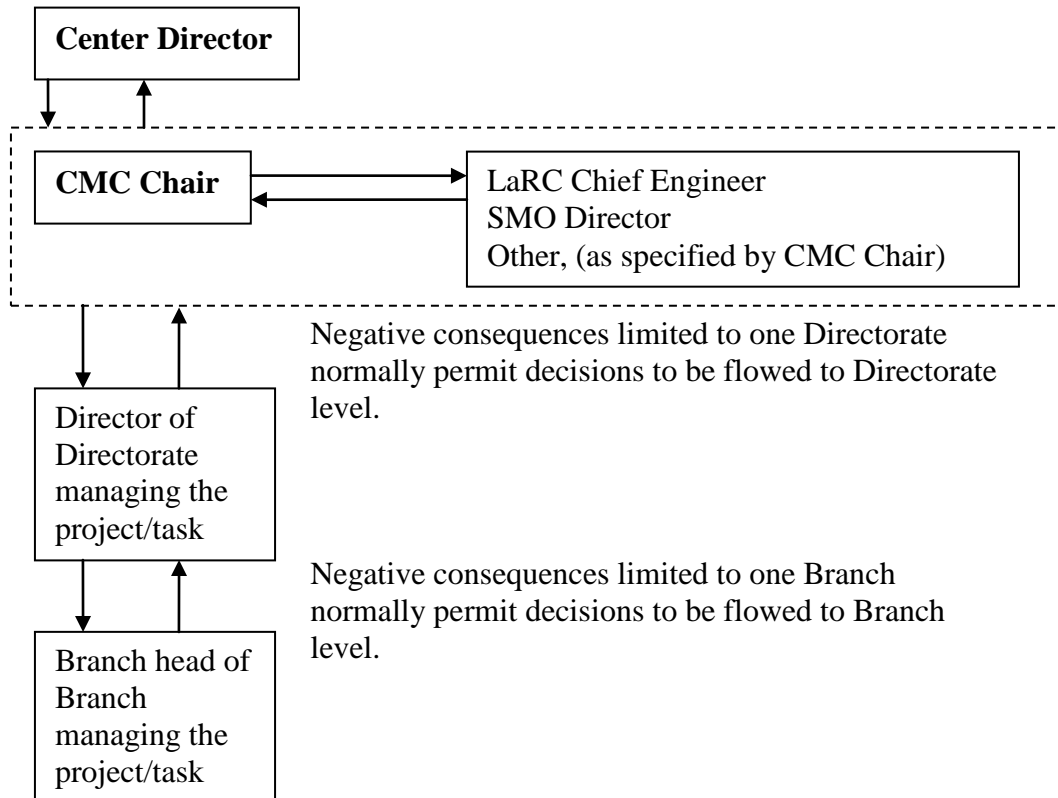 Center Director
CMC Chair
LaRC Chief Engineer
SMO Director
Other, (as specified by CMC Chair)
Negative consequences limited to one Directorate
normally permit decisions to be flowed to Directorate
level.
Director of
Directorate
managing the
project/task
Negative consequences limited to one Branch
normally permit decisions to be flowed to Branch
level.
Branch head of
Branch
managing the
project/task